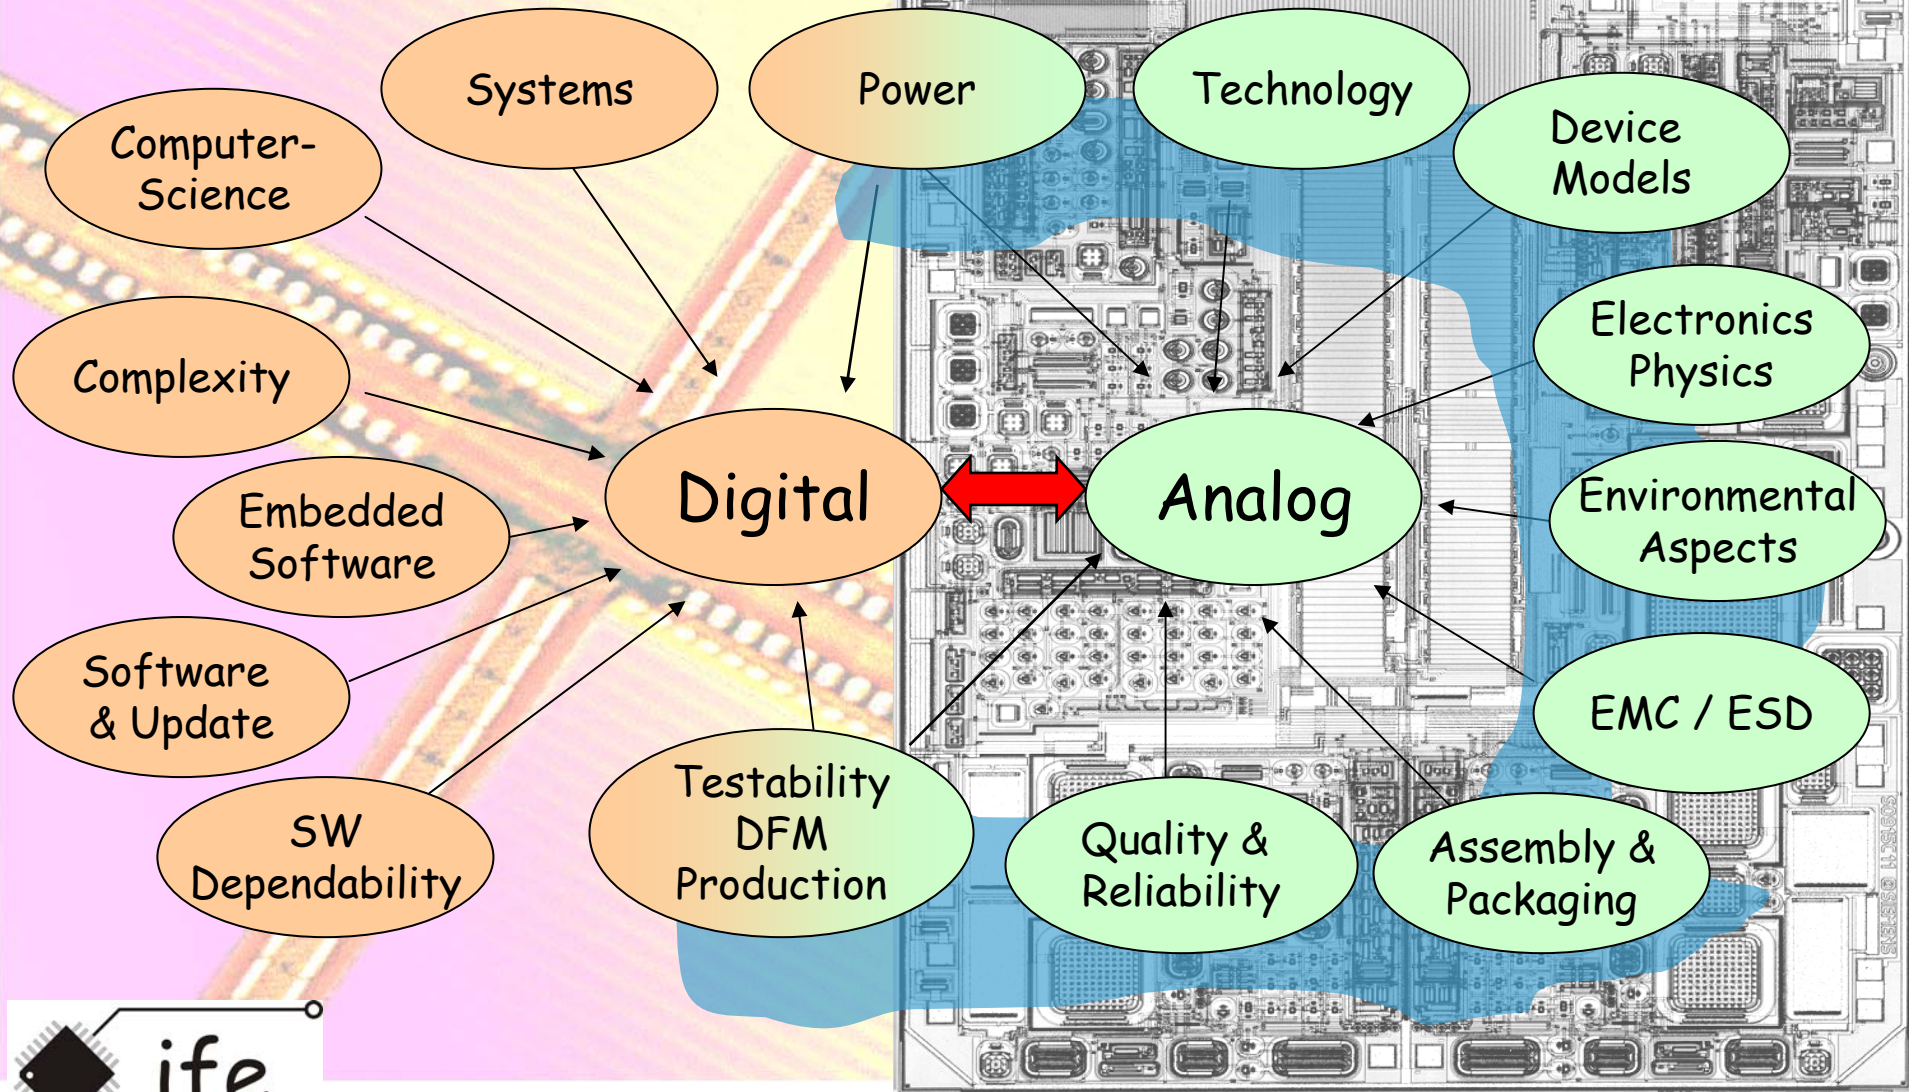 Systems
Power
Technology
Computer-
Science
Device
Models
Complexity
Electronics
Physics
Digital
Analog
Embedded
Software
Environmental
Aspects
Software
& Update
EMC / ESD
SW
Dependability
Testability
DFM
Production
Quality &
Reliability
Assembly &
Packaging
ife